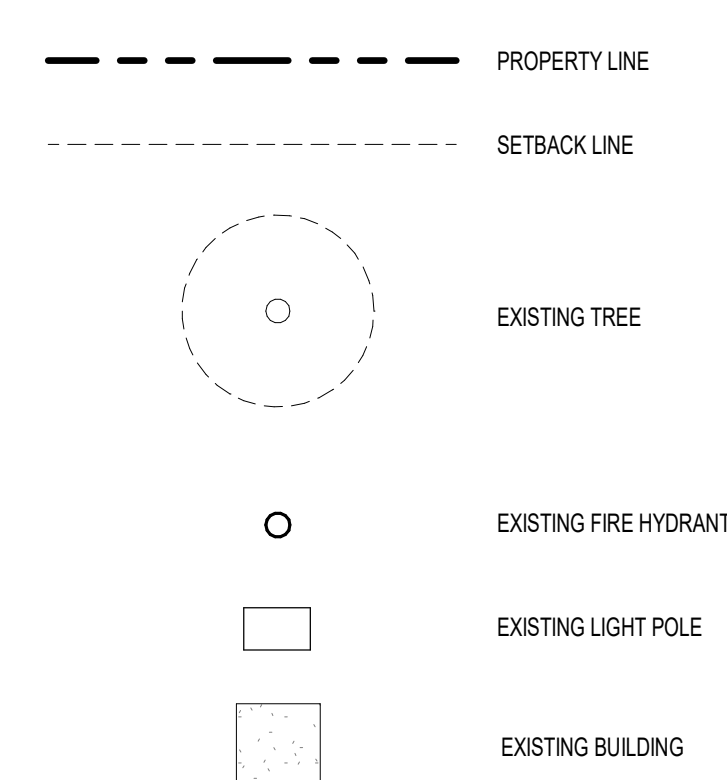 PROPERTY LINE
SETBACK LINE
EXISTING TREE
EXISTING FIRE HYDRANT
EXISTING LIGHT POLE
EXISTING BUILDING